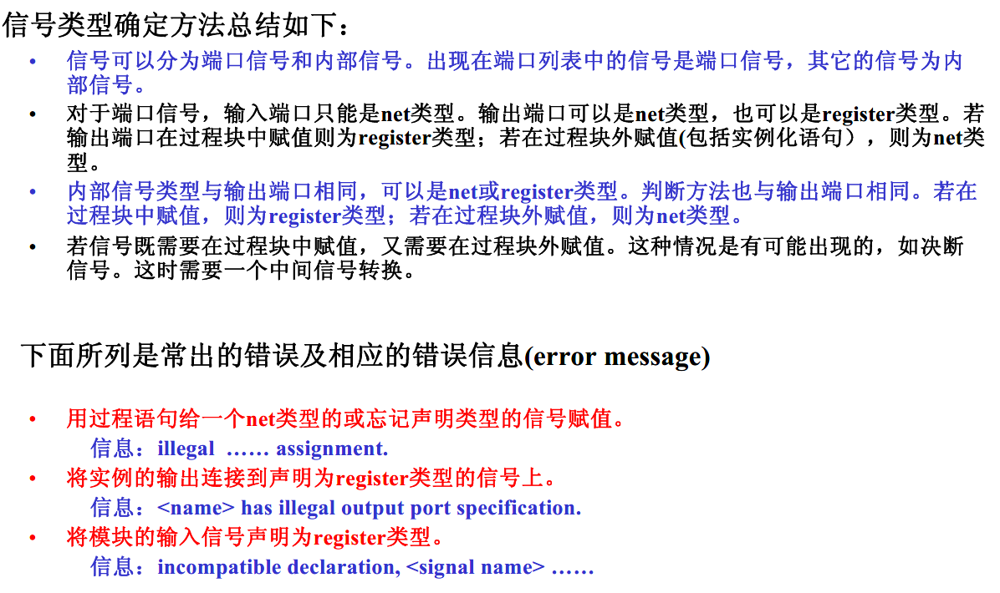 信号类型确定方法总结如下：
• 信号可以分为端口信号和内部信号。出现在端口列表中的信号是端口信号，其它的信号为内
部信号。
• 对于端口信号，输入端口只能是net类型。输出端口可以是net类型，也可以是register类型。若
输出端口在过程块中赋值则为register类型；若在过程块外赋值(包括实例化语句），则为net类
型。
• 内部信号类型与输出端口相同，可以是net或register类型。判断方法也与输出端口相同。若在
过程块中赋值，则为register类型；若在过程块外赋值，则为net类型。
• 若信号既需要在过程块中赋值，又需要在过程块外赋值。这种情况是有可能出现的，如决断
信号。这时需要一个中间信号转换。
下面所列是常出的错误及相应的错误信息(error message)
• 用过程语句给一个net类型的或忘记声明类型的信号赋值。
信息：illegal …… assignment.
• 将实例的输出连接到声明为register类型的信号上。
信息：<name> has illegal output port specification.
• 将模块的输入信号声明为register类型。
信息：incompatible declaration, <signal name> ……